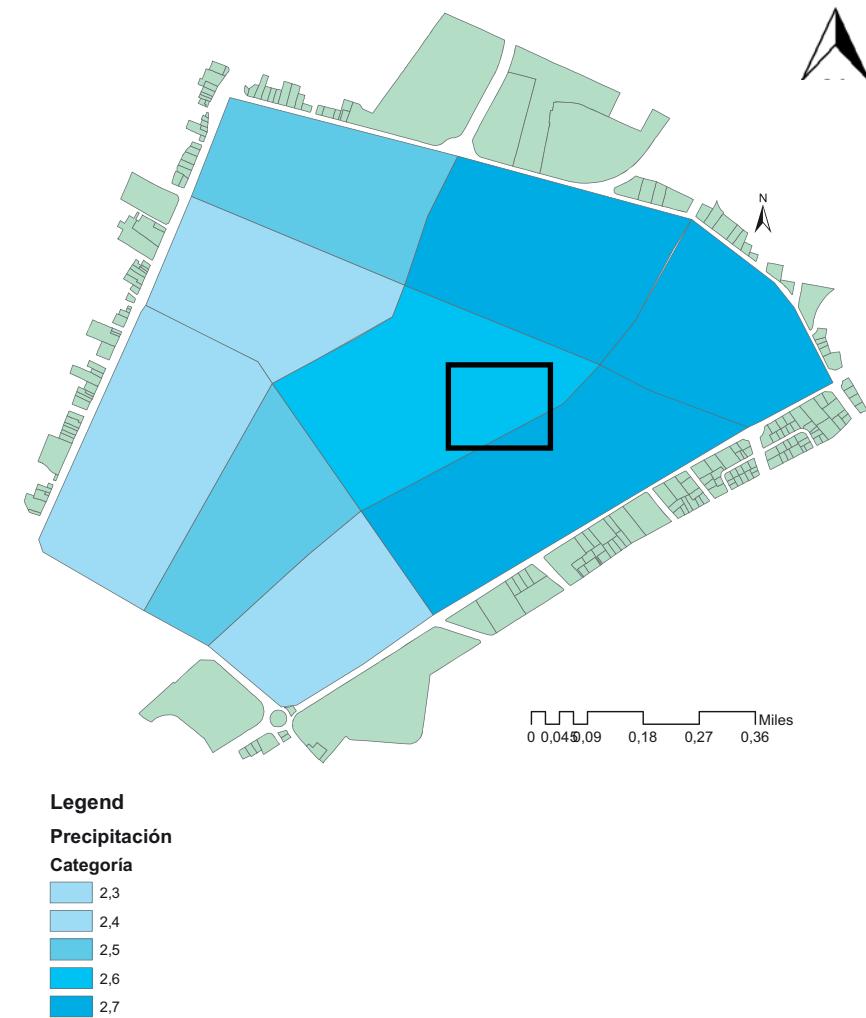 N
Miles
0 0,045 0,09 0,18 0,27 0,36
Legend
Precipitación
Categoría
2,3
2,4
2,5
2,6
2,7